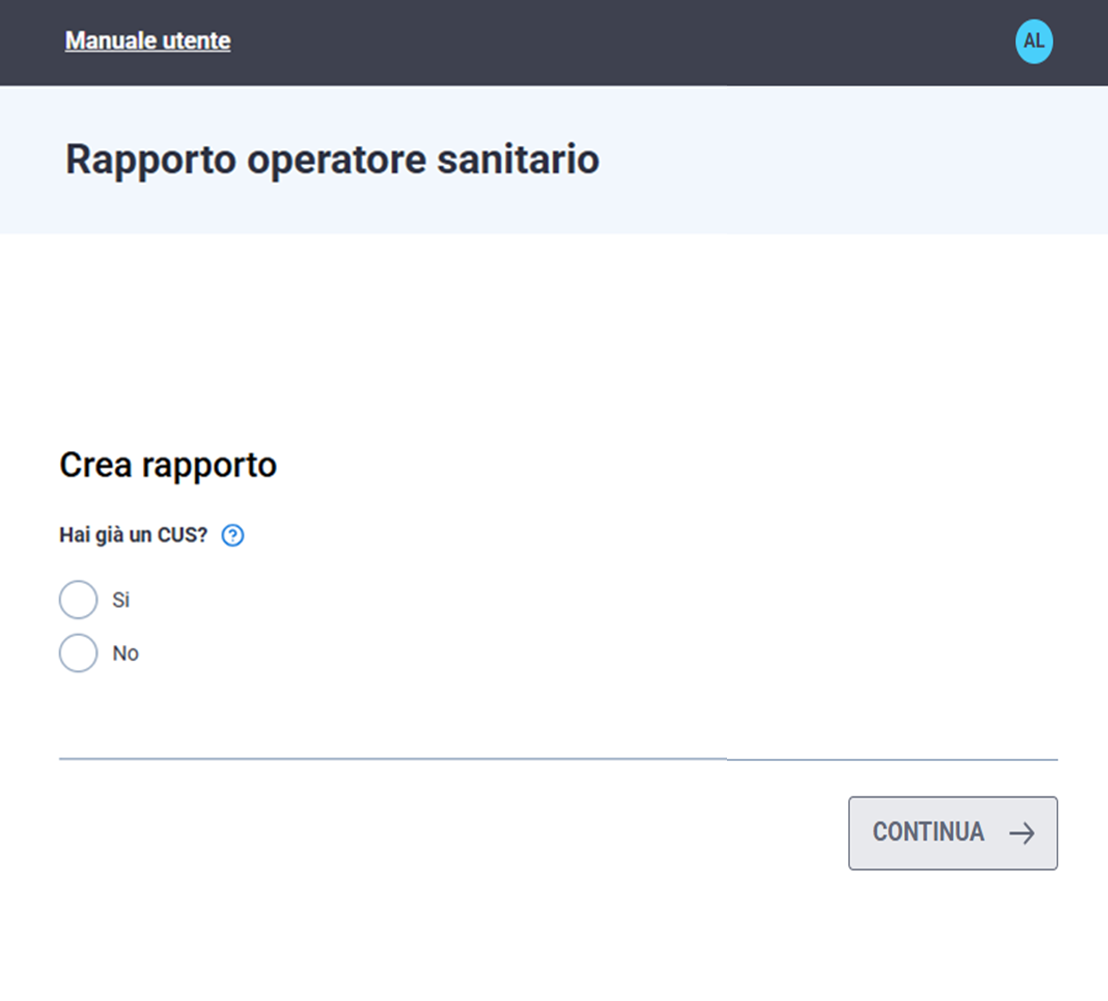 Manuale utente
AL
Rapporto operatore sanitario
Crea rapporto
Hai già un CUS? ?
Si
No
CONTINUA →